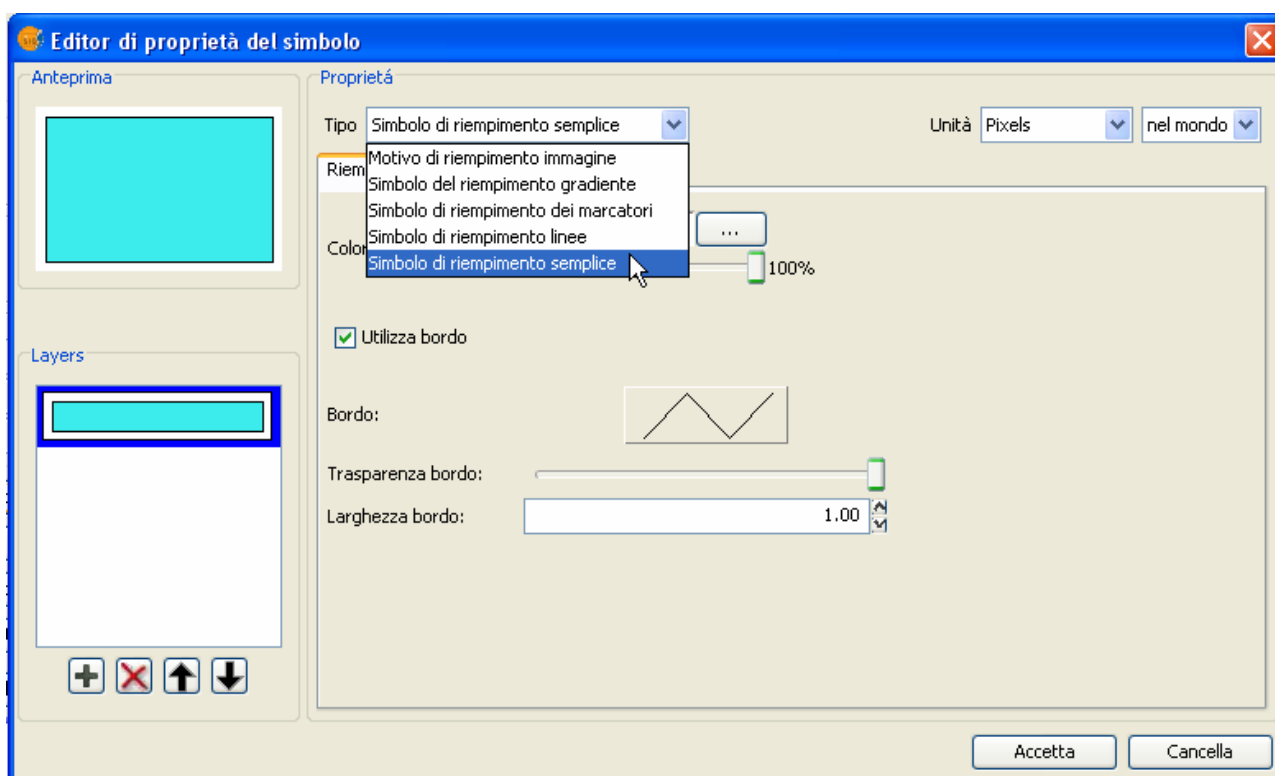 Editor di proprietà del simbolo
Anteprima
Proprietá
Tipo Simbolo di riempimento semplice
Unità Pixels nel mondo
Motivo di riempimento immagine
Simbolo del riempimento gradiente
Simbolo di riempimento dei marcatori
Simbolo di riempimento linee
Simbolo di riempimento semplice
Riem
Color
...
100%
Utilizza bordo
Layers
Bordo:
Trasparenza bordo:
Larghezza bordo: 1.00
Accetta Cancella